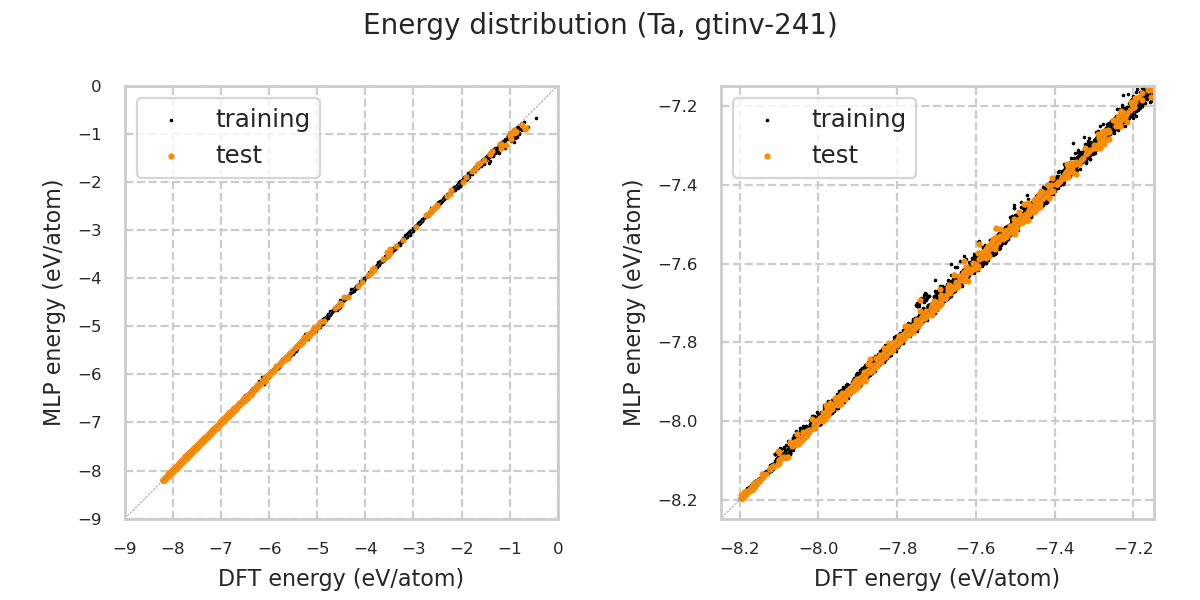 Energy distribution (Ta, gtinv-241)
MLP energy (eV/atom)
0
−1
−2
−3
−4
−5
−6
−7
−8
−9
training
test
−9 −8 −7 −6 −5 −4 −3 −2 −1 0
DFT energy (eV/atom)
MLP energy (eV/atom)
−7.2
−7.4
−7.6
−7.8
−8.0
−8.2
training
test
−8.2 −8.0 −7.8 −7.6 −7.4 −7.2
DFT energy (eV/atom)